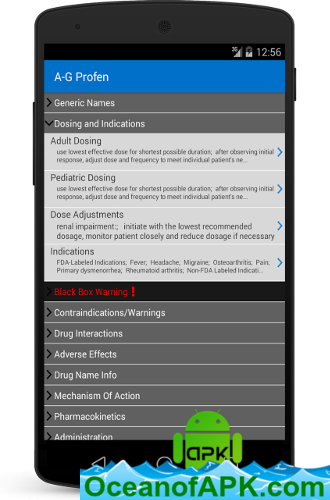 3G 12:56
A-G Profen
Generic Names
Dosing and Indications
Adult Dosing
use lowest effective dose for shortest possible duration; after observing initial
response, adjust dose and frequency to meet individual patient's ne...
Pediatric Dosing
use lowest effective dose for shortest possible duration; after observing initial
response, adjust dose and frequency to meet individual patient's ne...
Dose Adjustments
renal impairment:; initiate with the lowest recommended
dosage, monitor patient closely and reduce dosage if necessary
Indications
FDA-Labeled Indications; Fever; Headache; Migraine; Osteoarthritis; Pain;
Primary dysmenorrhea; Rheumatoid arthritis; Non-FDA Labeled Indicati...
Black Box Warning !
Contraindications/Warnings
Drug Interactions
Adverse Effects
Drug Name Info
Mechanism Of Action
Pharmacokinetics
Administration
apk
OceanofAPK.com